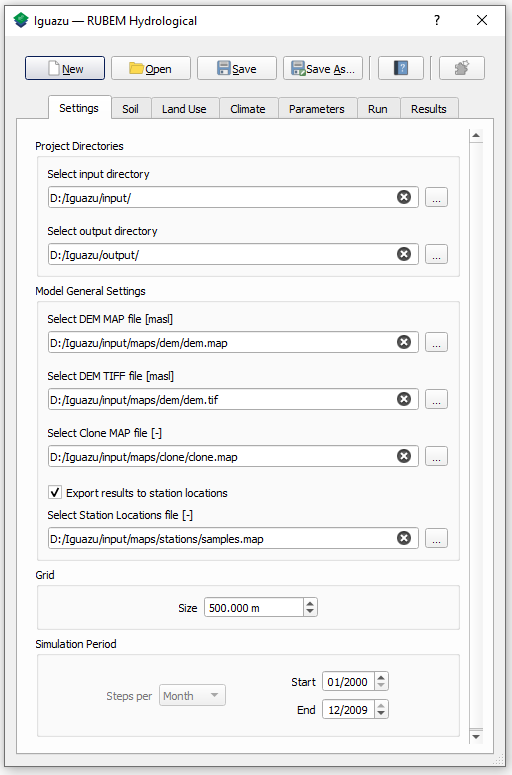 Iguazu — RUBEM Hydrological ?
New Open Save Save As...
Settings Soil Land Use Climate Parameters Run Results
Project Directories
Select input directory
D:/Iguazu/input/ ...
Select output directory
D:/Iguazu/output/ ...
Model General Settings
Select DEM MAP file [masl]
D:/Iguazu/input/maps/dem/dem.map ...
Select DEM TIFF file [masl]
D:/Iguazu/input/maps/dem/dem.tif ...
Select Clone MAP file [-]
D:/Iguazu/input/maps/clone/clone.map ...
Export results to station locations
Select Station Locations file [-]
D:/Iguazu/input/maps/stations/samples.map ...
Grid
Size 500.000 m
Simulation Period
Steps per Month
Start 01/2000
End 12/2009